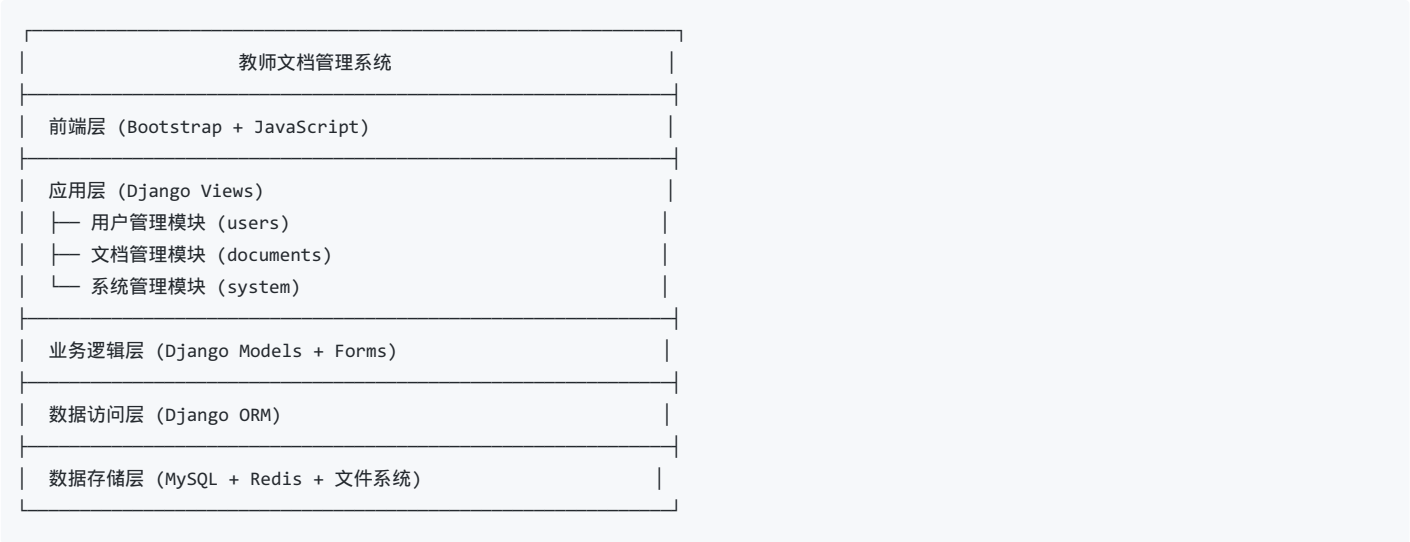 教师文档管理系统
前端层 (Bootstrap + JavaScript)
应用层 (Django Views)
├── 用户管理模块 (users)
├── 文档管理模块 (documents)
└── 系统管理模块 (system)
业务逻辑层 (Django Models + Forms)
数据访问层 (Django ORM)
数据存储层 (MySQL + Redis + 文件系统)